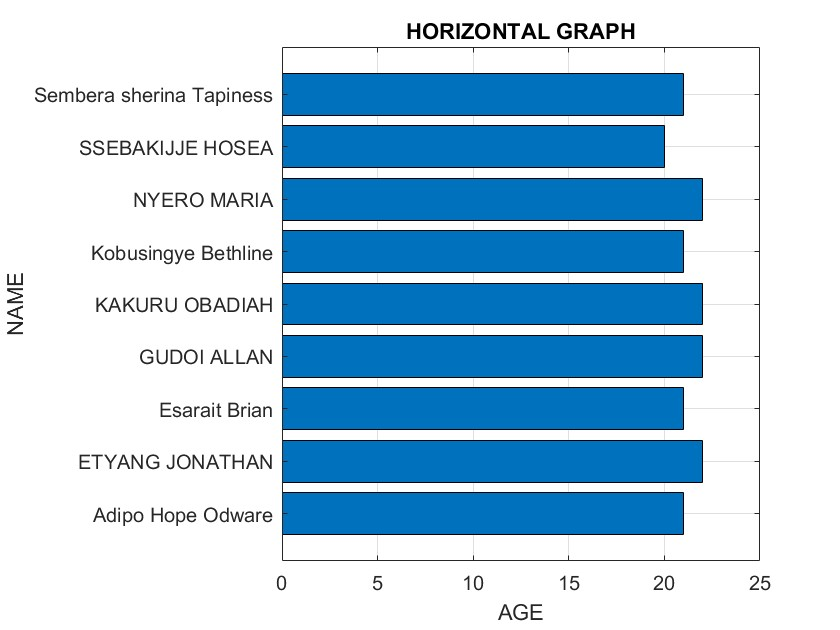 HORIZONTAL GRAPH
Sembera sherina Tapiness
SSEBAKIJJE HOSEA
NYERO MARIA
Kobusingye Bethline
KAKURU OBADIAH
GUDOI ALLAN
Esarait Brian
ETYANG JONATHAN
Adipo Hope Odware
NAME
0 5 10 15 20 25
AGE